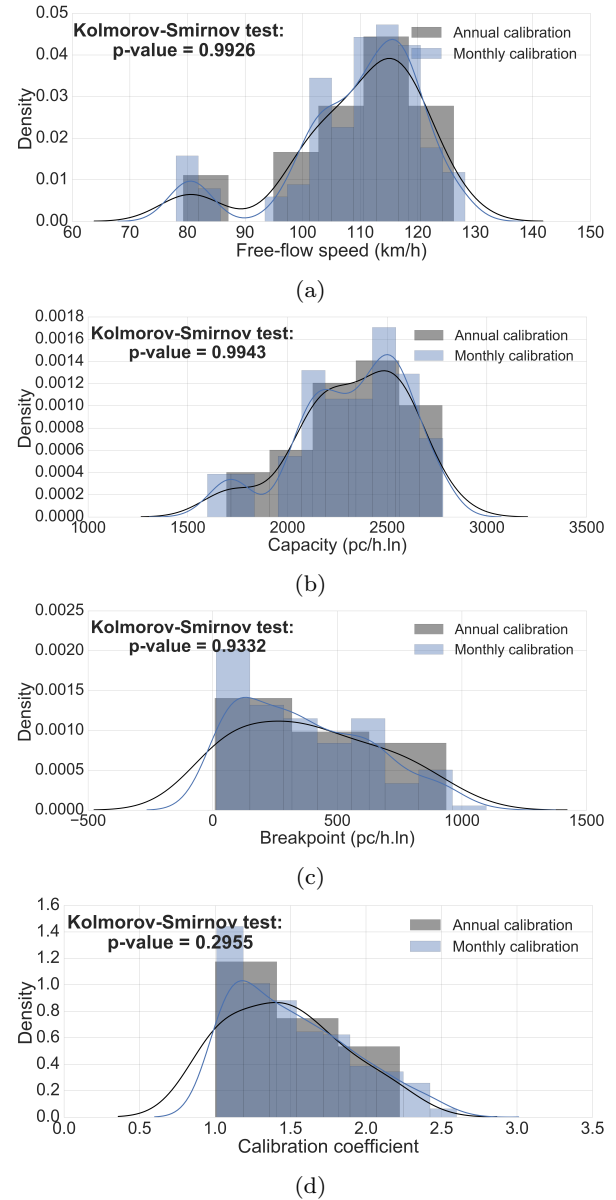 Kolmorov-Smirnov test:
p-value = 0.9926
Annual calibration
Monthly calibration
Density
0.05
0.04
0.03
0.02
0.01
0.00
60 70 80 90 100 110 120 130 140 150
Free-flow speed (km/h)
(a)
Kolmorov-Smirnov test:
p-value = 0.9943
Annual calibration
Monthly calibration
Density
0.0018
0.0016
0.0014
0.0012
0.0010
0.0008
0.0006
0.0004
0.0002
0.0000
1000 1500 2000 2500 3000 3500
Capacity (pc/h.ln)
(b)
Kolmorov-Smirnov test:
p-value = 0.9332
Annual calibration
Monthly calibration
Density
0.0025
0.0020
0.0015
0.0010
0.0005
0.0000
−500 0 500 1000 1500
Breakpoint (pc/h.ln)
(c)
Kolmorov-Smirnov test:
p-value = 0.2955
Annual calibration
Monthly calibration
Density
1.6
1.4
1.2
1.0
0.8
0.6
0.4
0.2
0.0
0.0 0.5 1.0 1.5 2.0 2.5 3.0 3.5
Calibration coefficient
(d)